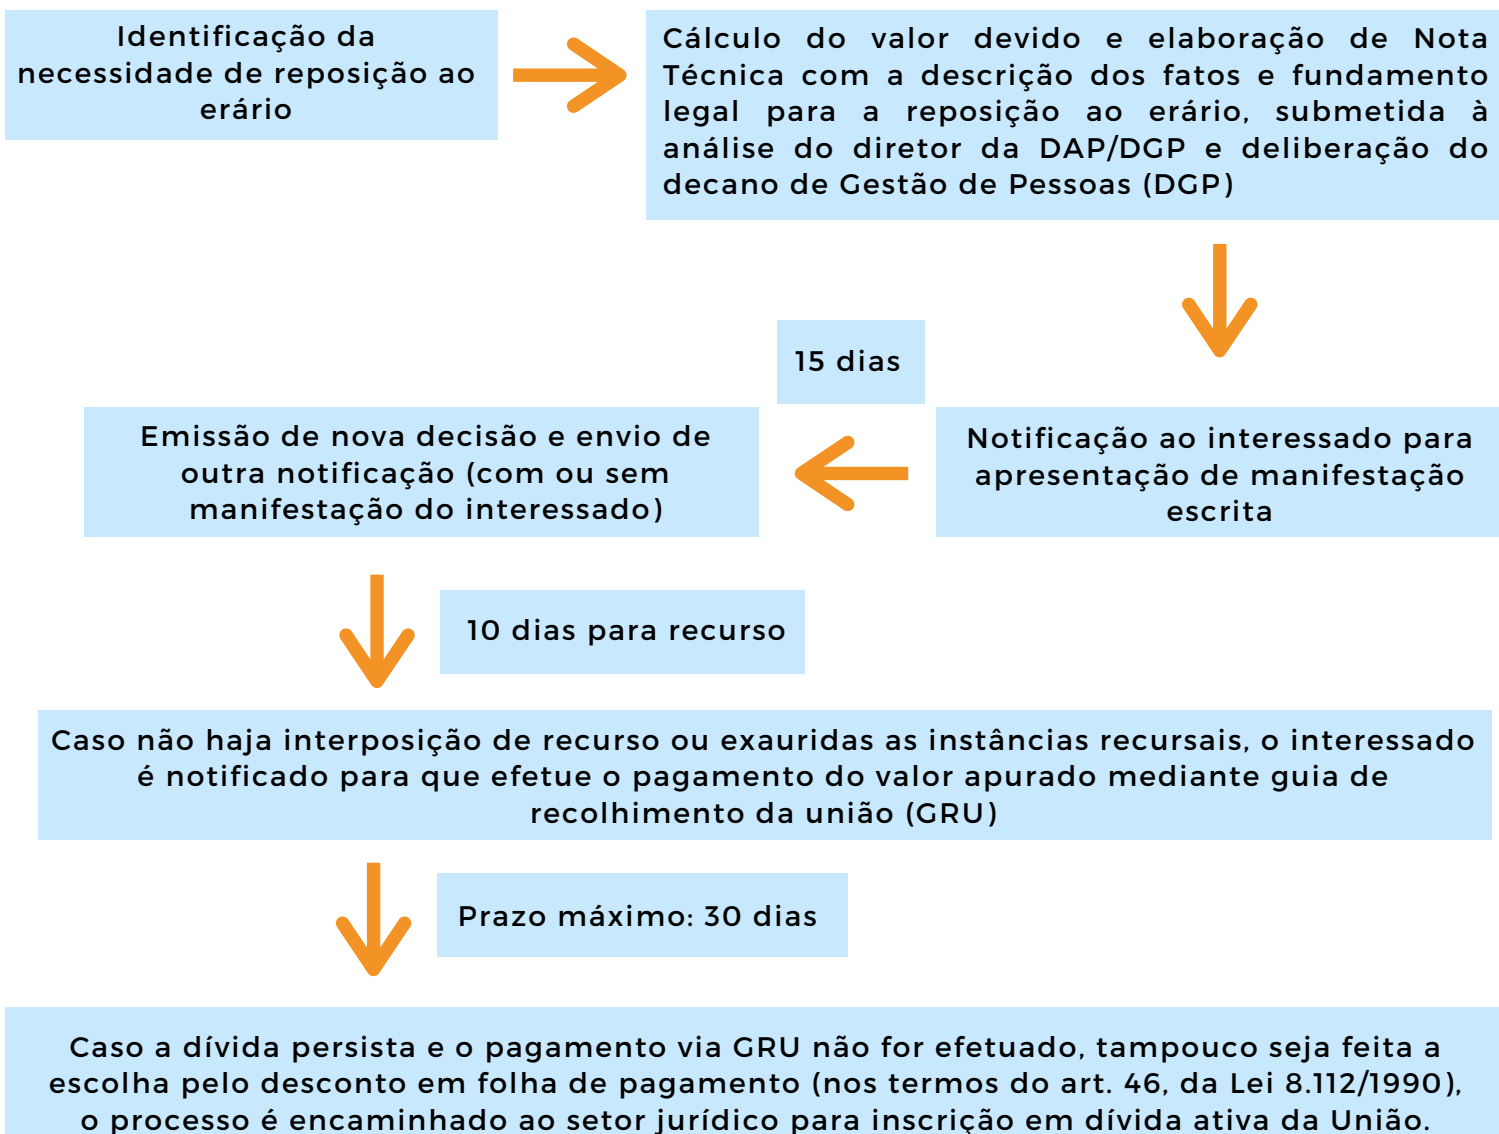 Identificação da
necessidade de reposição ao
erário
Cálculo do valor devido e elaboração de Nota
Técnica com a descrição dos fatos e fundamento
legal para a reposição ao erário, submetida à
análise do diretor da DAP/DGP e deliberação do
decano de Gestão de Pessoas (DGP)
15 dias
Notificação ao interessado para
apresentação de manifestação
escrita
Emissão de nova decisão e envio de
outra notificação (com ou sem
manifestação do interessado)
10 dias para recurso
Caso não haja interposição de recurso ou exauridas as instâncias recursais, o interessado
é notificado para que efetue o pagamento do valor apurado mediante guia de
recolhimento da união (GRU)
Prazo máximo: 30 dias
Caso a dívida persista e o pagamento via GRU não for efetuado, tampouco seja feita a
escolha pelo desconto em folha de pagamento (nos termos do art. 46, da Lei 8.112/1990),
o processo é encaminhado ao setor jurídico para inscrição em dívida ativa da União.